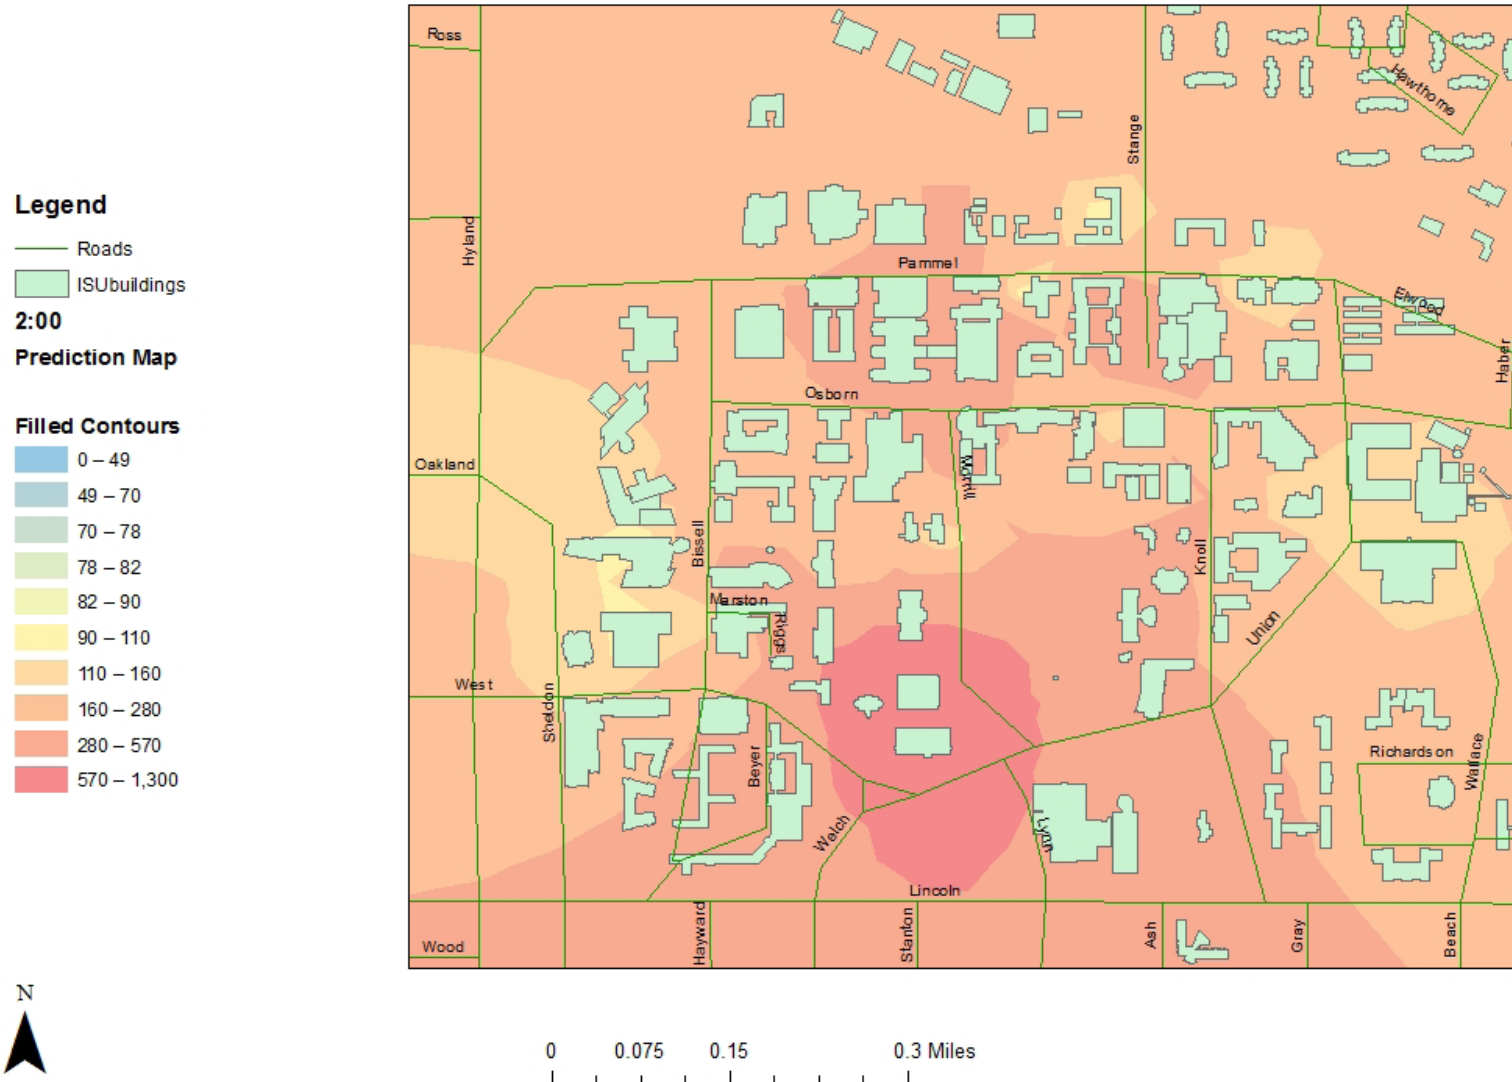 Legend
Roads
ISUbuildings
2:00
Prediction Map
Filled Contours
0 – 49
49 – 70
70 – 78
78 – 82
82 – 90
90 – 110
110 – 160
160 – 280
280 – 570
570 – 1,300
N
Ross
Hyland
Stange
Hawthorne
Pammel
Elwood
Haber
Osborn
Oakland
Morrill
Bissell
Knoll
Marston
Riggs
Union
West
Sheldon
Beyer
Richardson
Wallace
Welch
Lynn
Lincoln
Wood
Hayward
Stanton
Ash
Gray
Beach
0 0.075 0.15 0.3 Miles